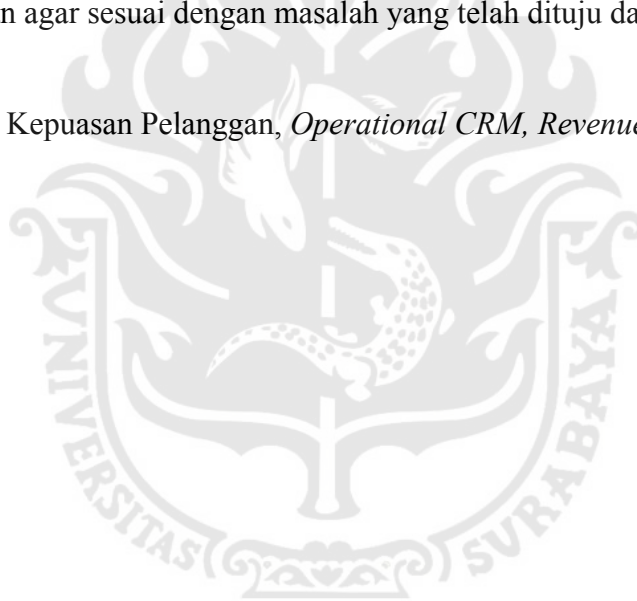 n agar sesuai dengan masalah yang telah dituju da
Kepuasan Pelanggan, Operational CRM, Revenue
UNIVERSITAS SURABAYA